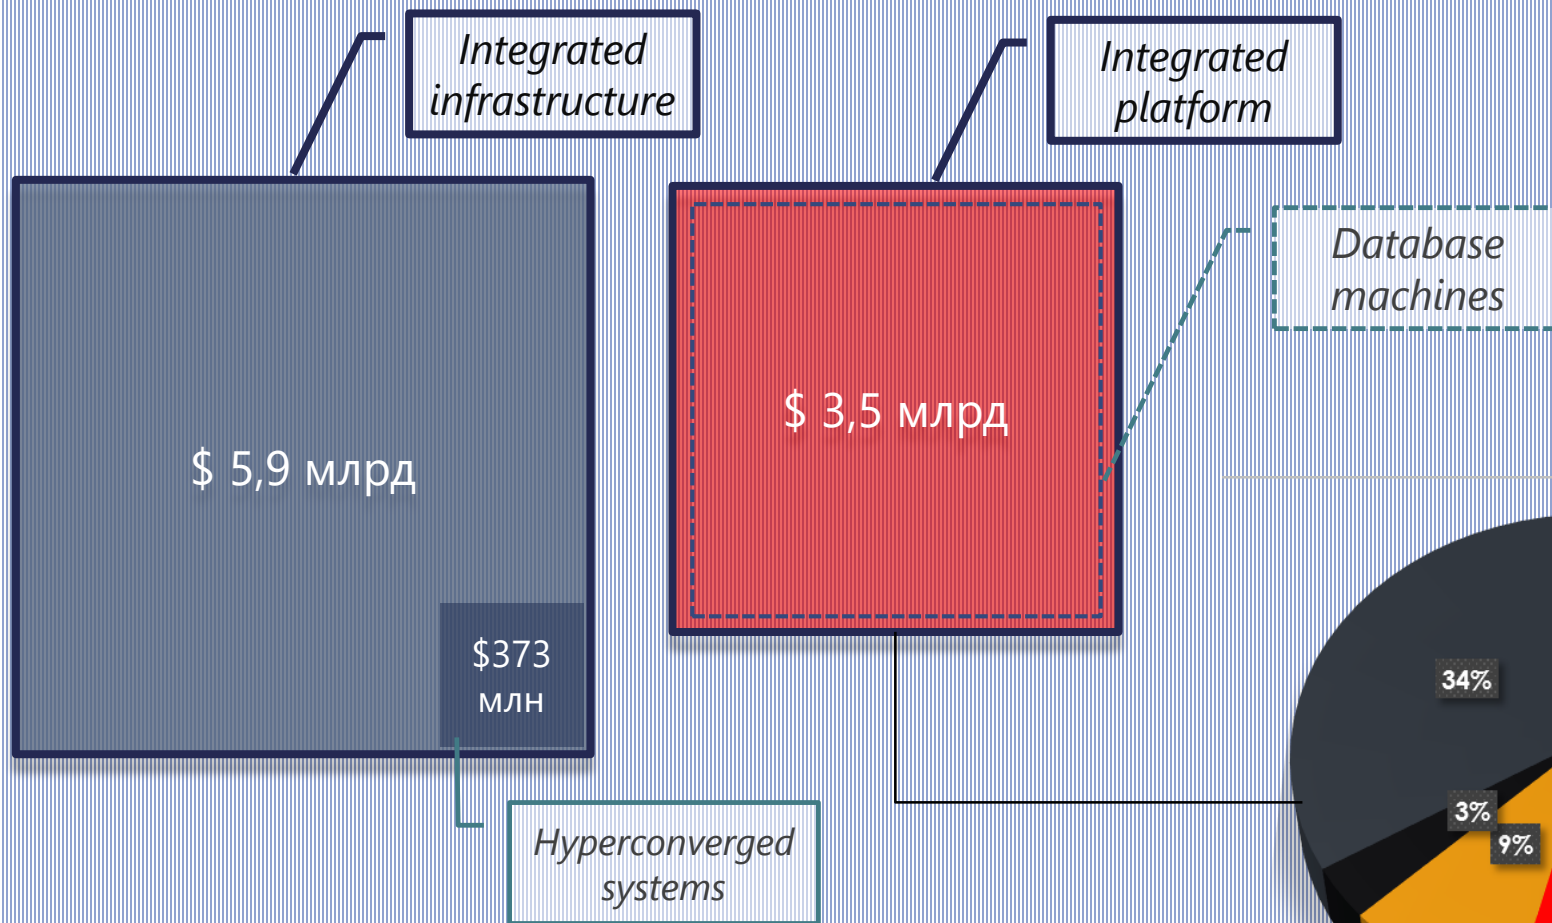 Integrated
infrastructure
Integrated
platform
Database
machines
$ 5,9 млрд
$ 3,5 млрд
$373
млн
Hyperconverged
systems
34%
3%
9%